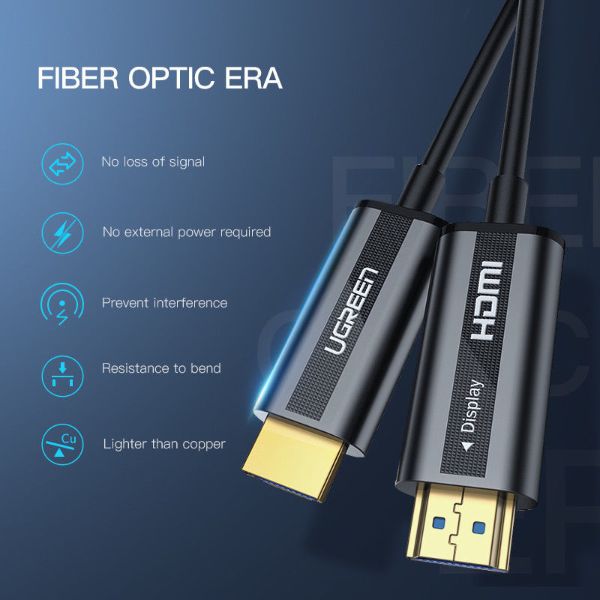 FIBER OPTIC ERA
No loss of signal
No external power required
Prevent interference
Resistance to bend
Cu
Lighter than copper
UGREEN
HDMI
Display